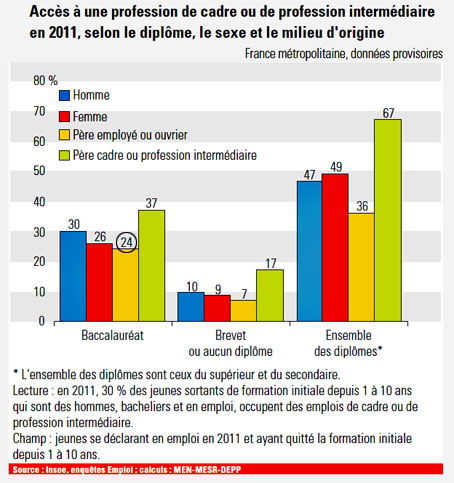 Accès à une profession de cadre ou de profession intermédiaire
en 2011, selon le diplôme, le sexe et le milieu d'origine
France métropolitaine, données provisoires
80 %
70
60
50
40
30
20
10
0
Homme
Femme
Père employé ou ouvrier
Père cadre ou profession intermédiaire
30 26 24 37
10 9 7 17
47 49 36 67
Baccalauréat
Brevet
ou aucun diplôme
Ensemble
des diplômes*
* L'ensemble des diplômes sont ceux du supérieur et du secondaire.
Lecture : en 2011, 30 % des jeunes sortants de formation initiale depuis 1 à 10 ans
qui sont des hommes, bacheliers et en emploi, occupent des emplois de cadre ou de
profession intermédiaire.
Champ : jeunes se déclarant en emploi en 2011 et ayant quitté la formation initiale
depuis 1 à 10 ans.
Source : Insee, enquêtes Emploi ; calculs : MEN-MESR-DEPP